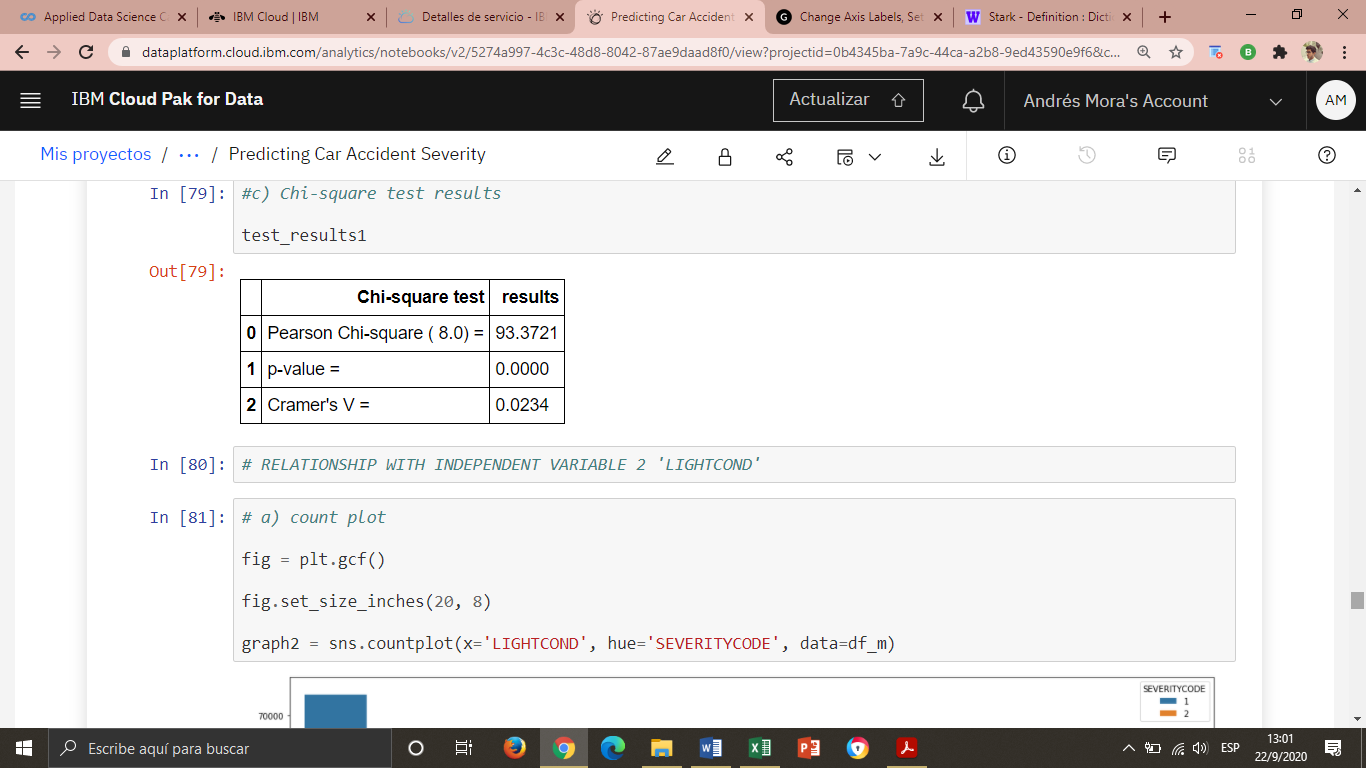 Applied Data Science C
IBM Cloud | IBM
Detalles de servicio - IB
Predicting Car Accident
Change Axis Labels, Set
Stark - Definition : Dicti
dataplatform.cloud.ibm.com/analytics/notebooks/v2/5274a997-4c3c-48d8-8042-87ae9daad8f0/view?projectid=0b4345ba-7a9c-44ca-a2b8-9ed43590e9f6&c...
IBM Cloud Pak for Data
Actualizar
Andrés Mora's Account
AM
Mis proyectos / ··· / Predicting Car Accident Severity
In [79]: #c) Chi-square test results
test_results1
Out[79]:
Chi-square test results
0 Pearson Chi-square ( 8.0) = 93.3721
1 p-value = 0.0000
2 Cramer's V = 0.0234
In [80]: # RELATIONSHIP WITH INDEPENDENT VARIABLE 2 'LIGHTCOND'
In [81]: # a) count plot
fig = plt.gcf()
fig.set_size_inches(20, 8)
graph2 = sns.countplot(x='LIGHTCOND', hue='SEVERITYCODE', data=df_m)
SEVERITYCODE
1
2
70000
Escribe aquí para buscar
ESP
13:01
22/9/2020